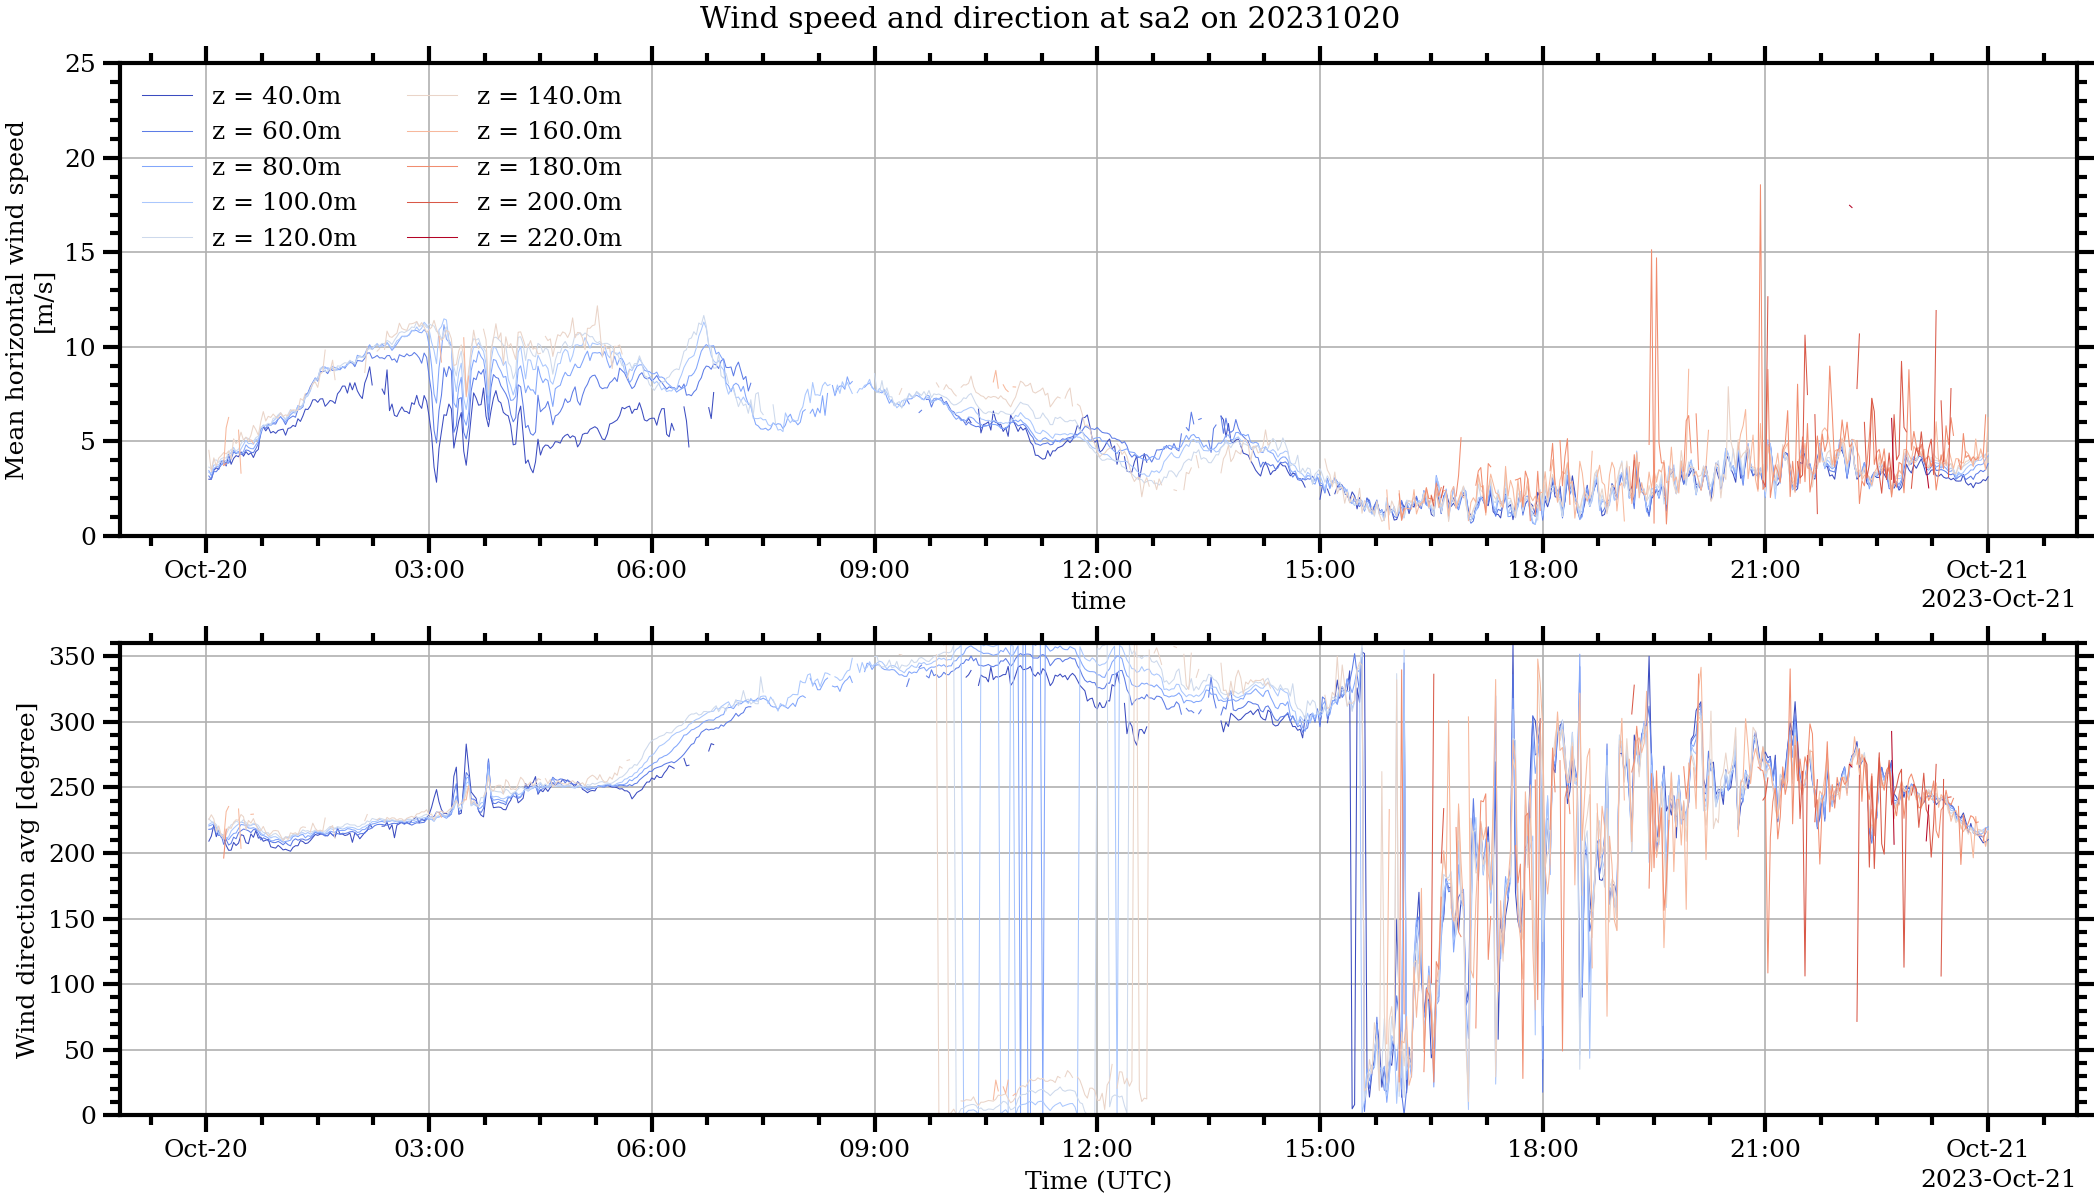 Wind speed and direction at sa2 on 20231020
Mean horizontal wind speed
[m/s]
25
20
15
10
5
0
z = 40.0m
z = 60.0m
z = 80.0m
z = 100.0m
z = 120.0m
z = 140.0m
z = 160.0m
z = 180.0m
z = 200.0m
z = 220.0m
Oct-20 03:00 06:00 09:00 12:00 15:00 18:00 21:00 Oct-21
time
2023-Oct-21
Wind direction avg [degree]
350
300
250
200
150
100
50
0
Oct-20 03:00 06:00 09:00 12:00 15:00 18:00 21:00 Oct-21
Time (UTC)
2023-Oct-21